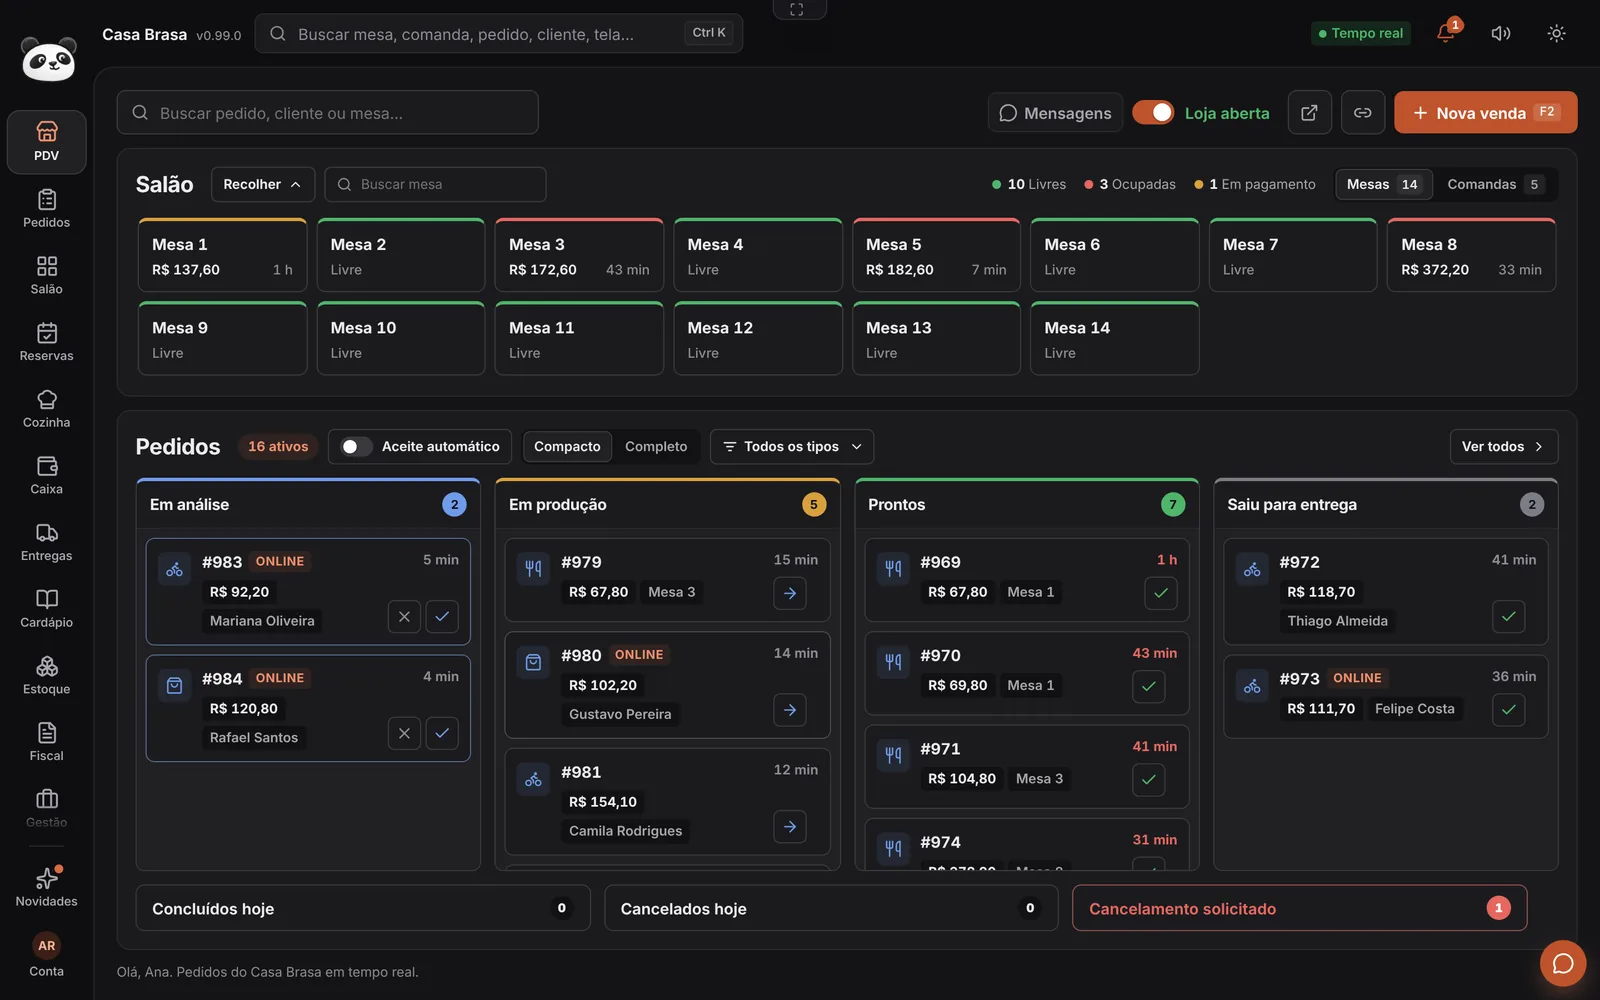 Casa Brasa v0.99.0
Buscar mesa, comanda, pedido, cliente, tela...
Ctrl K
Tempo real
1
PDV
Pedidos
Salão
Reservas
Cozinha
Caixa
Entregas
Cardápio
Estoque
Fiscal
Gestão
Novidades
AR
Conta
Buscar pedido, cliente ou mesa...
Mensagens
Loja aberta
Nova venda F2
Salão
Recolher
Buscar mesa
10 Livres
3 Ocupadas
1 Em pagamento
Mesas 14
Comandas 5
Mesa 1
R$ 137,60 1 h
Mesa 2
Livre
Mesa 3
R$ 172,60 43 min
Mesa 4
Livre
Mesa 5
R$ 182,60 7 min
Mesa 6
Livre
Mesa 7
Livre
Mesa 8
R$ 372,20 33 min
Mesa 9
Livre
Mesa 10
Livre
Mesa 11
Livre
Mesa 12
Livre
Mesa 13
Livre
Mesa 14
Livre
Pedidos
16 ativos
Aceite automático
Compacto
Completo
Todos os tipos
Ver todos
Em análise 2
#983 ONLINE 5 min
R$ 92,20
Mariana Oliveira
#984 ONLINE 4 min
R$ 120,80
Rafael Santos
Em produção 5
#979 15 min
R$ 67,80 Mesa 3
#980 ONLINE 14 min
R$ 102,20
Gustavo Pereira
#981 12 min
R$ 154,10
Camila Rodrigues
Prontos 7
#969 1 h
R$ 67,80 Mesa 1
#970 43 min
R$ 69,80 Mesa 1
#971 41 min
R$ 104,80 Mesa 3
#974 31 min
Saiu para entrega 2
#972 41 min
R$ 118,70
Thiago Almeida
#973 ONLINE 36 min
R$ 111,70 Felipe Costa
Concluídos hoje 0
Cancelados hoje 0
Cancelamento solicitado 1
Olá, Ana. Pedidos do Casa Brasa em tempo real.